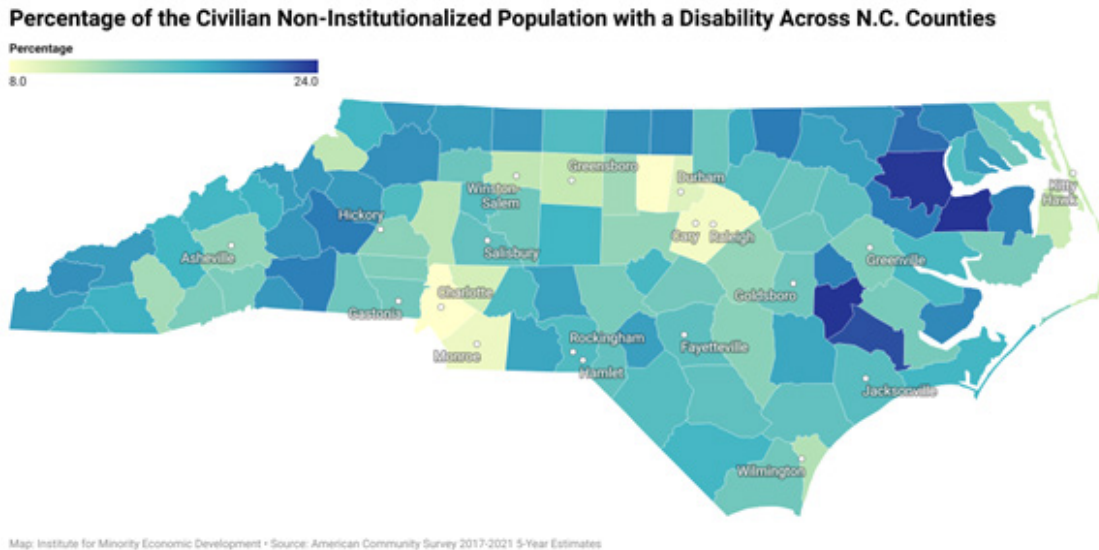 Percentage of the Civilian Non-Institutionalized Population with a Disability Across N.C. Counties
Percentage
8.0
24.0
Greensboro
Durham
Winston-
Salem
Kitty
Hawk
Hickory
Cary
Raleigh
Salisbury
Asheville
Greenville
Charlotte
Goldsboro
Gastonia
Rockingham
Fayetteville
Monroe
Hamlet
Jacksonville
Wilmington
Map: Institute for Minority Economic Development • Source: American Community Survey 2017-2021 5-Year Estimates